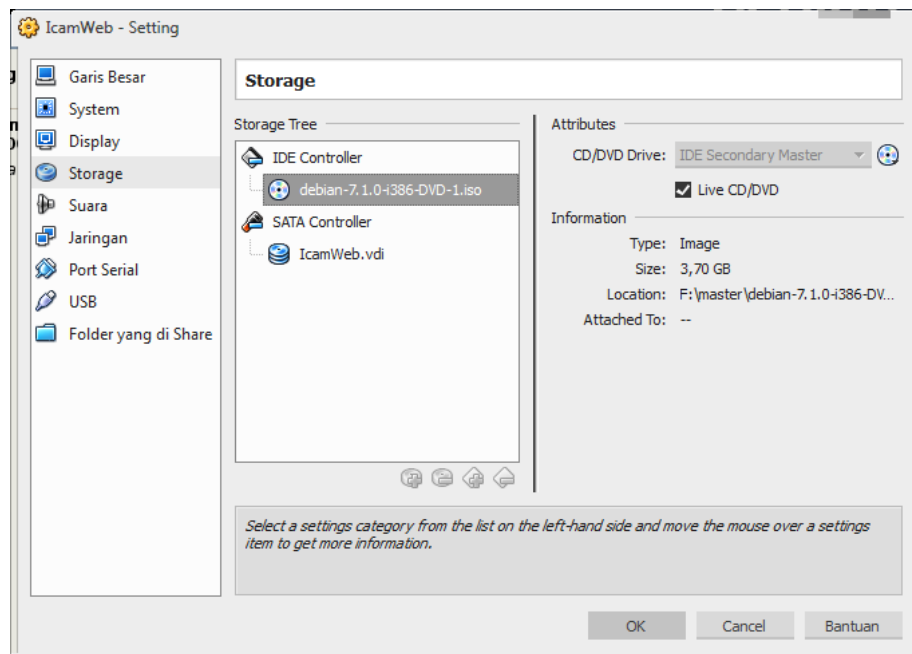 IcamWeb - Setting
Garis Besar
System
Display
Storage
Suara
Jaringan
Port Serial
USB
Folder yang di Share
Storage
Storage Tree
IDE Controller
debian-7.1.0-i386-DVD-1.iso
SATA Controller
IcamWeb.vdi
Attributes
CD/DVD Drive: IDE Secondary Master
Live CD/DVD
Information
Type: Image
Size: 3,70 GB
Location: F:\master\debian-7.1.0-i386-DV...
Attached To: --
Select a settings category from the list on the left-hand side and move the mouse over a settings
item to get more information.
OK Cancel Bantuan